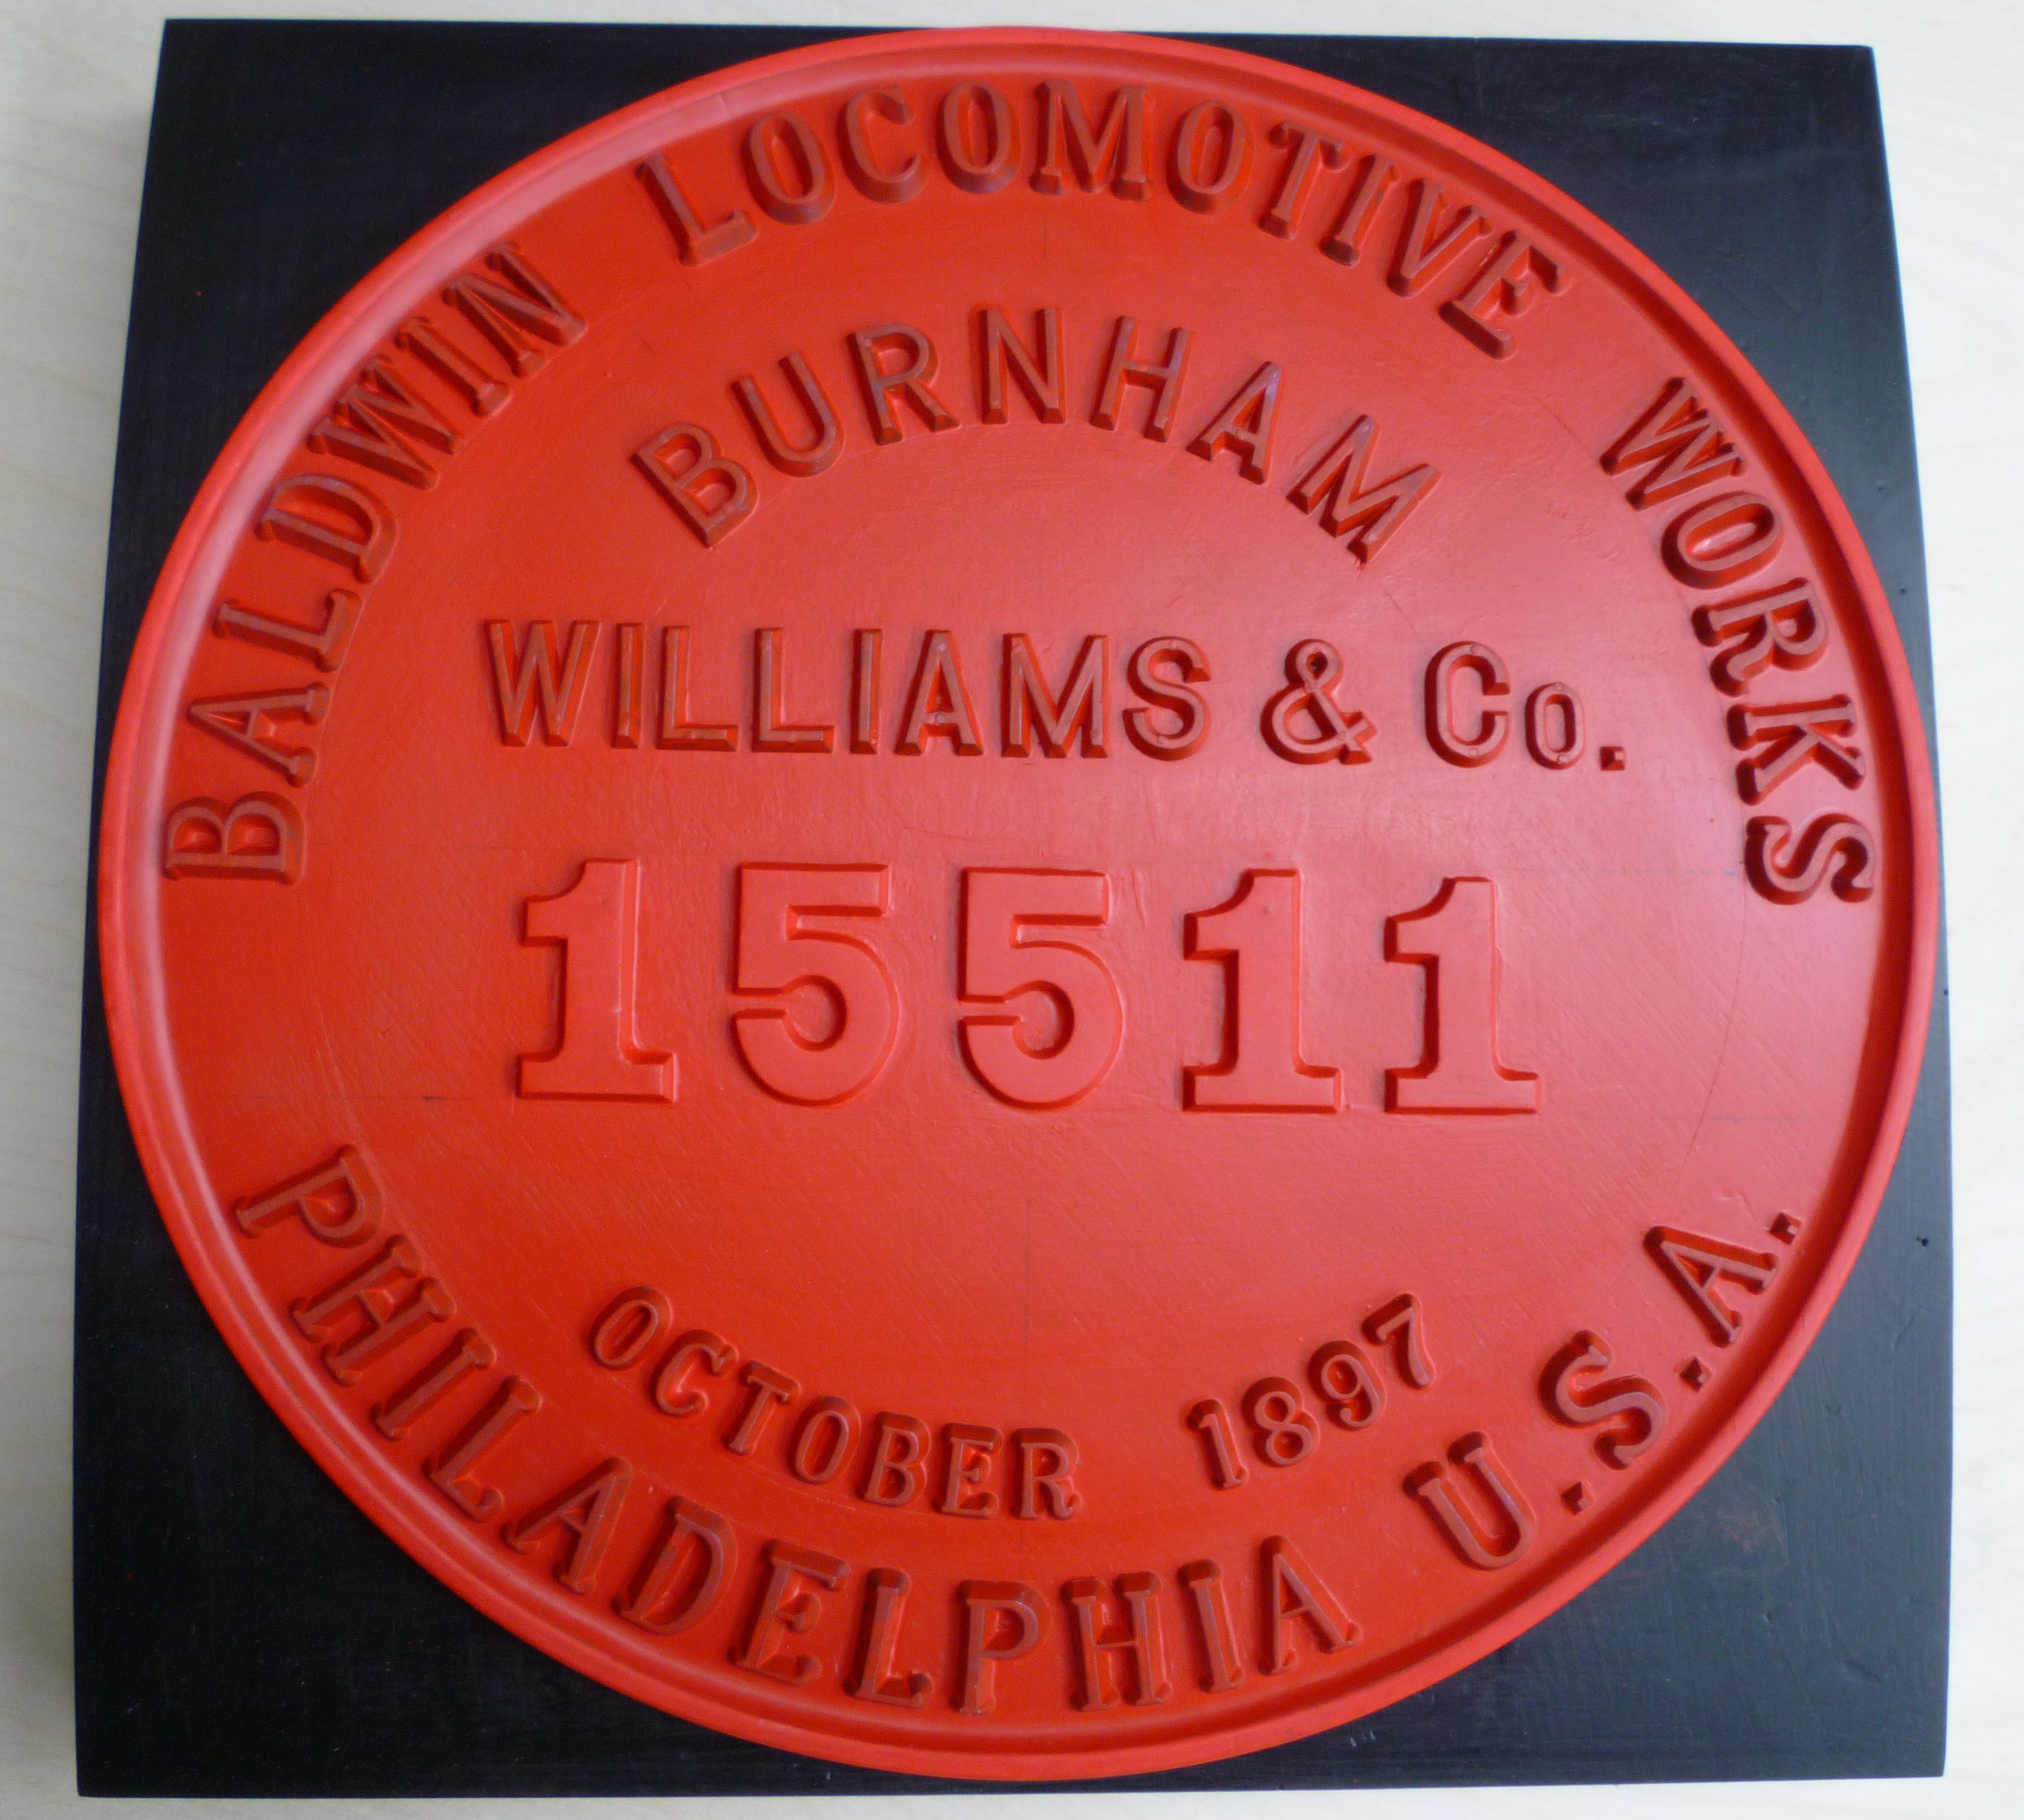 BALDWIN LOCOMOTIVE WORKS
BURNHAM
WILLIAMS & Co.
15511
OCTOBER 1897
PHILADELPHIA U.S.A.